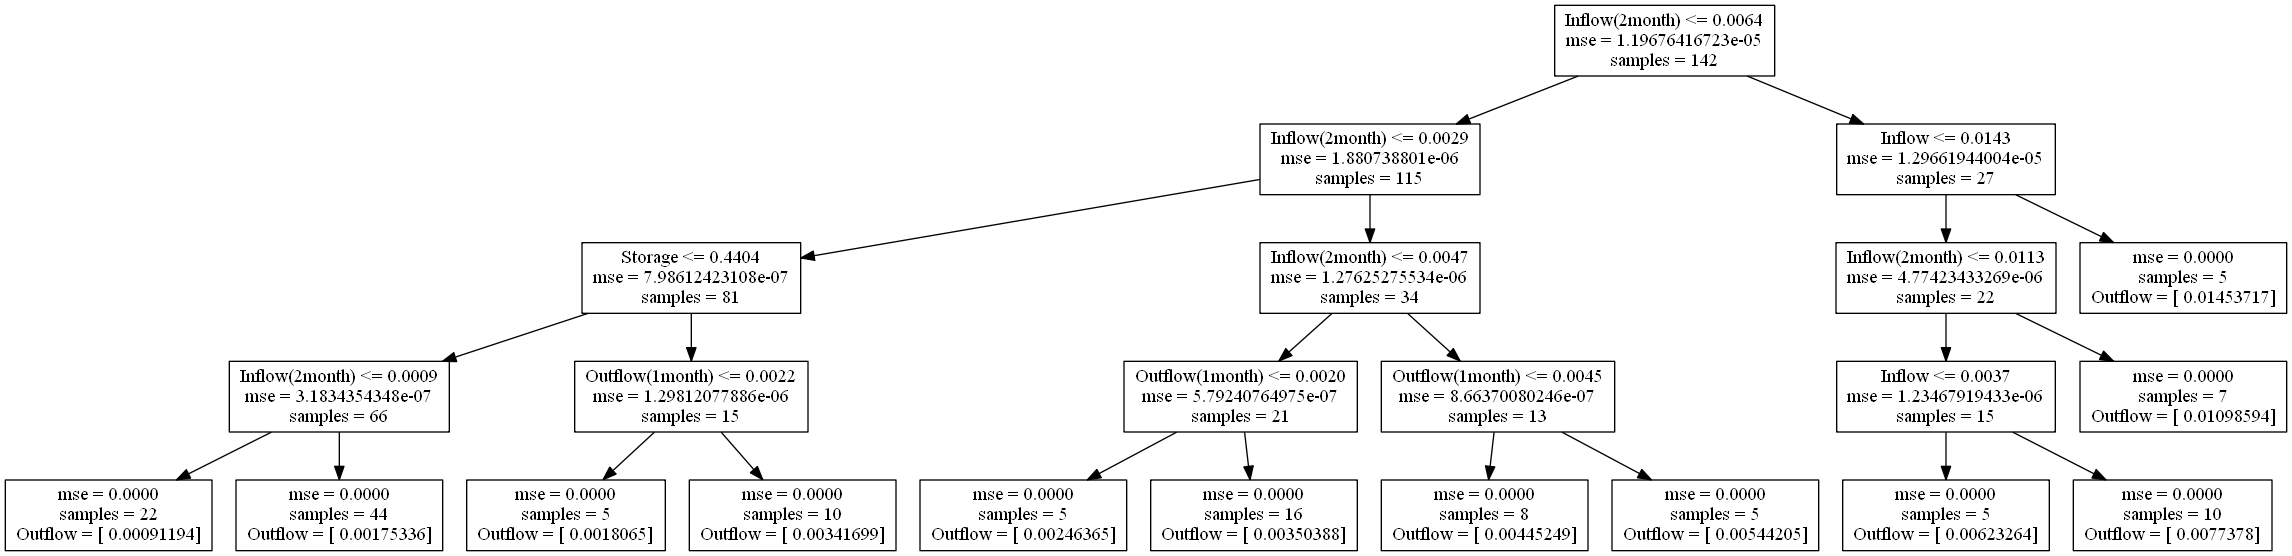 Inflow(2month) <= 0.0064
mse = 1.19676416723e-05
samples = 142
Inflow(2month) <= 0.0029
mse = 1.880738801e-06
samples = 115
Inflow <= 0.0143
mse = 1.29661944004e-05
samples = 27
Storage <= 0.4404
mse = 7.98612423108e-07
samples = 81
Inflow(2month) <= 0.0047
mse = 1.27625275534e-06
samples = 34
Inflow(2month) <= 0.0113
mse = 4.77423433269e-06
samples = 22
mse = 0.0000
samples = 5
Outflow = [ 0.01453717]
Inflow(2month) <= 0.0009
mse = 3.1834354348e-07
samples = 66
Outflow(1month) <= 0.0022
mse = 1.29812077886e-06
samples = 15
Outflow(1month) <= 0.0020
mse = 5.79240764975e-07
samples = 21
Outflow(1month) <= 0.0045
mse = 8.66370080246e-07
samples = 13
Inflow <= 0.0037
mse = 1.23467919433e-06
samples = 15
mse = 0.0000
samples = 7
Outflow = [ 0.01098594]
mse = 0.0000
samples = 22
Outflow = [ 0.00091194]
mse = 0.0000
samples = 44
Outflow = [ 0.00175336]
mse = 0.0000
samples = 5
Outflow = [ 0.0018065]
mse = 0.0000
samples = 10
Outflow = [ 0.00341699]
mse = 0.0000
samples = 5
Outflow = [ 0.00246365]
mse = 0.0000
samples = 16
Outflow = [ 0.00350388]
mse = 0.0000
samples = 8
Outflow = [ 0.00445249]
mse = 0.0000
samples = 5
Outflow = [ 0.00544205]
mse = 0.0000
samples = 5
Outflow = [ 0.00623264]
mse = 0.0000
samples = 10
Outflow = [ 0.0077378]